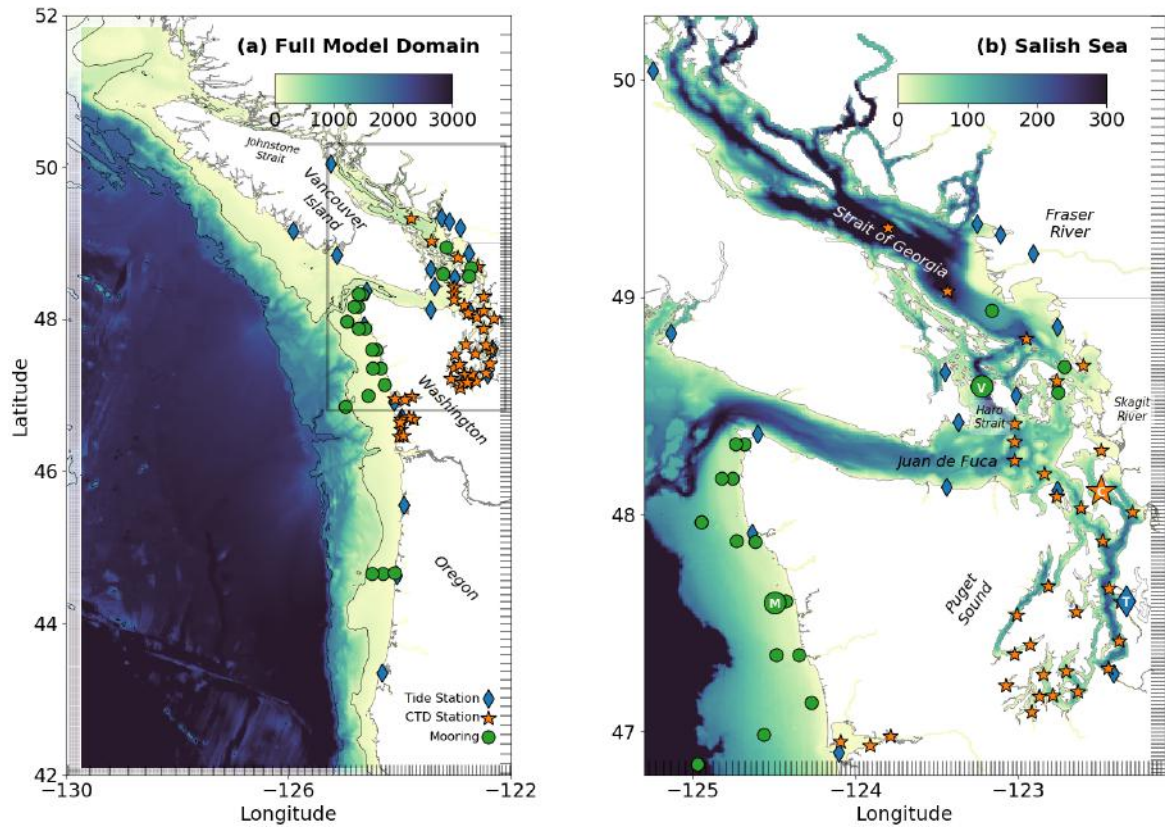 (a) Full Model Domain
0 1000 2000 3000
Johnstone
Strait
Vancouver
Island
Washington
Oregon
Tide Station
CTD Station
Mooring
52
50
48
46
44
42
Latitude
−130 −126 −122
Longitude
(b) Salish Sea
0 100 200 300
Strait of Georgia
Fraser
River
V
Haro
Strait
Skagit
River
Juan de Fuca
C
Puget
Sound
T
M
50
49
48
47
−125 −124 −123
Longitude